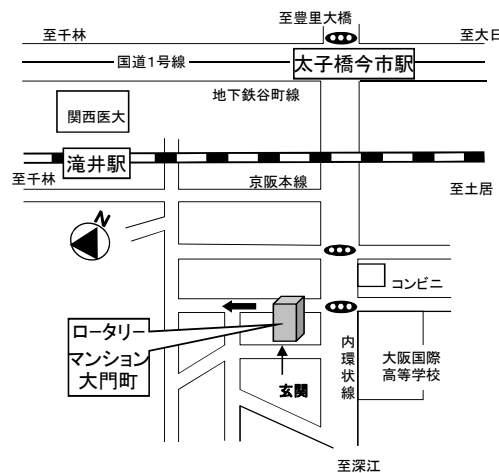 至豊里大橋
至千林
至大日
国道1号線
太子橋今市駅
地下鉄谷町線
関西医大
滝井駅
至千林
京阪本線
至土居
N
コンビニ
ロータリー
マンション
大門町
内環状線
大阪国際
高等学校
玄関
至深江